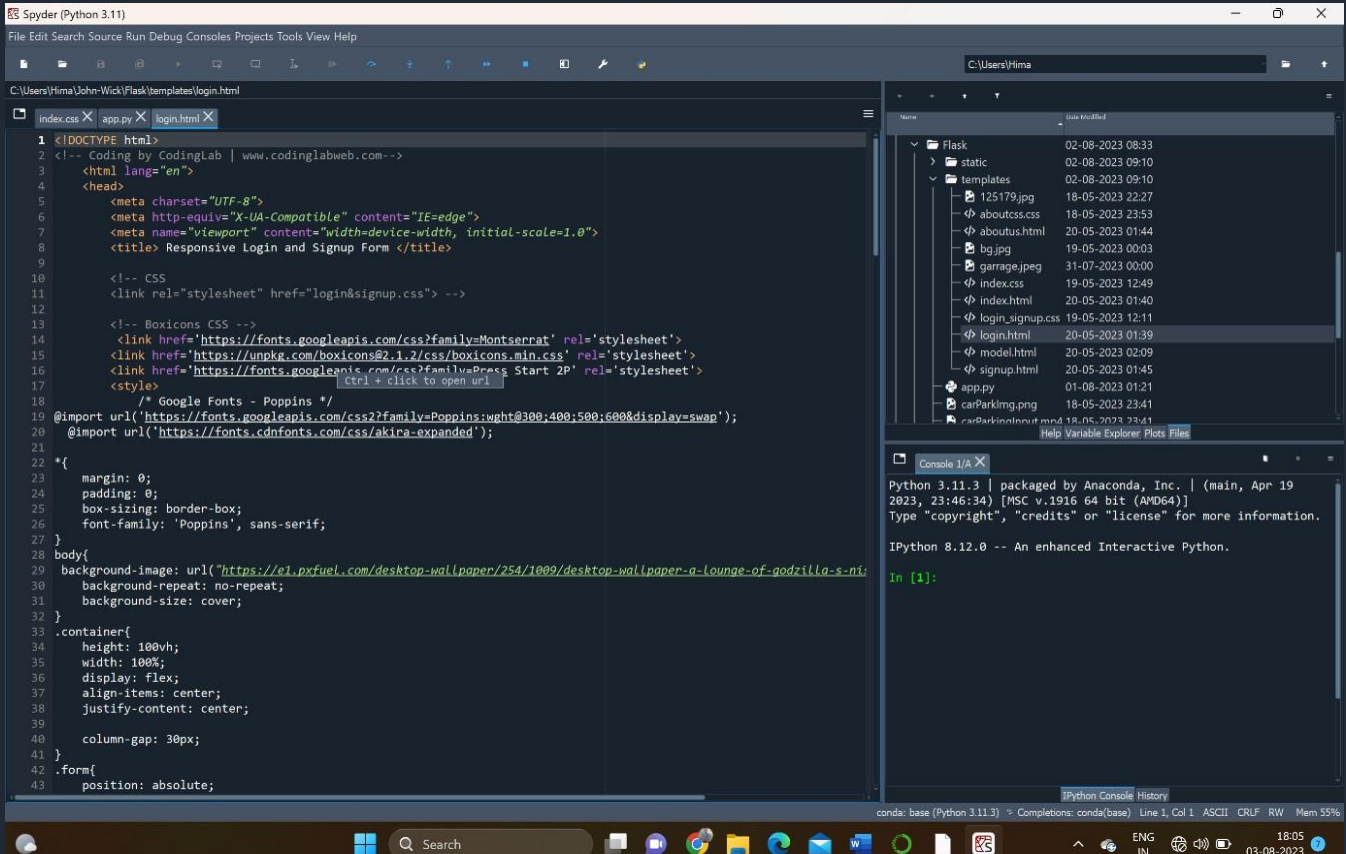 Spyder (Python 3.11)
File Edit Search Source Run Debug Consoles Projects Tools View Help
C:\Users\Hima
C:\Users\Hima\John-Wick\Flask\templates\login.html
index.css app.py login.html
1 <!DOCTYPE html>
2 <!-- Coding by CodingLab | www.codinglabweb.com-->
3 <html lang="en">
4 <head>
5 <meta charset="UTF-8">
6 <meta http-equiv="X-UA-Compatible" content="IE=edge">
7 <meta name="viewport" content="width=device-width, initial-scale=1.0">
8 <title> Responsive Login and Signup Form </title>
9
10 <!-- CSS
11 <link rel="stylesheet" href="login&signup.css"> -->
12
13 <!-- Boxicons CSS -->
14 <link href='https://fonts.googleapis.com/css?family=Montserrat' rel='stylesheet'>
15 <link href='https://unpkg.com/boxicons@2.1.2/css/boxicons.min.css' rel='stylesheet'>
16 <link href='https://fonts.googleapis.com/css?family=Press Start 2P' rel='stylesheet'>
Ctrl + click to open url
17 <style>
18 /* Google Fonts - Poppins */
19 @import url('https://fonts.googleapis.com/css2?family=Poppins:wght@300;400;500;600&display=swap');
20 @import url('https://fonts.cdnfonts.com/css/akira-expanded');
21
22 *{
23 margin: 0;
24 padding: 0;
25 box-sizing: border-box;
26 font-family: 'Poppins', sans-serif;
27 }
28 body{
29 background-image: url("https://e1.pxfuel.com/desktop-wallpaper/254/1009/desktop-wallpaper-a-lounge-of-godzilla-s-ni
30 background-repeat: no-repeat;
31 background-size: cover;
32 }
33 .container{
34 height: 100vh;
35 width: 100%;
36 display: flex;
37 align-items: center;
38 justify-content: center;
39
40 column-gap: 30px;
41 }
42 .form{
43 position: absolute;
Name Date Modified
Flask 02-08-2023 08:33
static 02-08-2023 09:10
templates 02-08-2023 09:10
125179.jpg 18-05-2023 22:27
aboutcss.css 18-05-2023 23:53
aboutus.html 20-05-2023 01:44
bg.jpg 19-05-2023 00:03
garrage.jpeg 31-07-2023 00:00
index.css 19-05-2023 12:49
index.html 20-05-2023 01:40
login_signup.css 19-05-2023 12:11
login.html 20-05-2023 01:39
model.html 20-05-2023 02:09
signup.html 20-05-2023 01:45
app.py 01-08-2023 01:21
carParkImg.png 18-05-2023 23:41
carParkingInput.mp4 18-05-2023 23:41
Help Variable Explorer Plots Files
Console 1/A
Python 3.11.3 | packaged by Anaconda, Inc. | (main, Apr 19
2023, 23:46:34) [MSC v.1916 64 bit (AMD64)]
Type "copyright", "credits" or "license" for more information.
IPython 8.12.0 -- An enhanced Interactive Python.
In [1]:
IPython Console History
conda: base (Python 3.11.3) Completions: conda(base) Line 1, Col 1 ASCII CRLF RW Mem 55%
Search
ENG
IN
18:05
03-08-2023
7